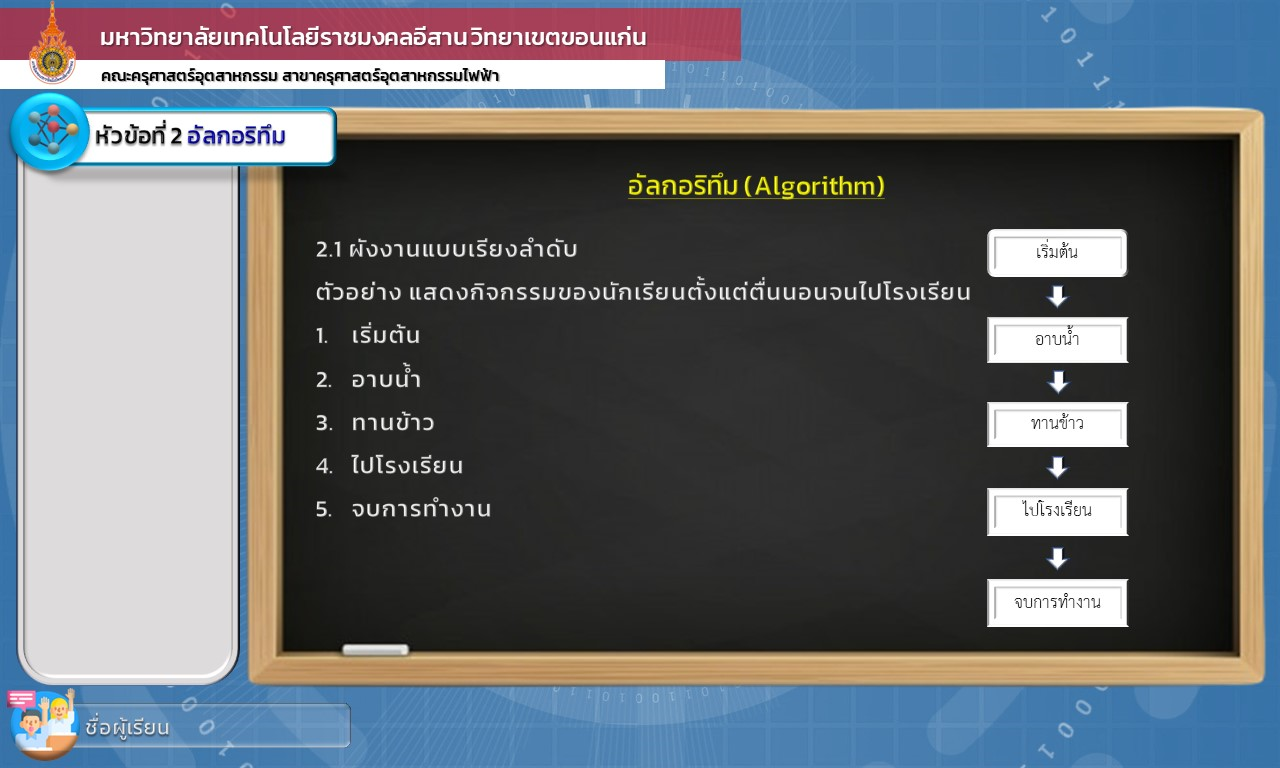 มหาวิทยาลัยเทคโนโลยีราชมงคลอีสาน วิทยาเขตขอนแก่น
คณะครุศาสตร์อุตสาหกรรม สาขาครุศาสตร์อุตสาหกรรมไฟฟ้า
หัวข้อที่ 2 อัลกอริทึม
อัลกอริทึม (Algorithm)
2.1 ผังงานแบบเรียงลำดับ
ตัวอย่าง แสดงกิจกรรมของนักเรียนตั้งแต่ตื่นนอนจนไปโรงเรียน
1. เริ่มต้น
2. อาบน้ำ
3. ทานข้าว
4. ไปโรงเรียน
5. จบการทำงาน
เริ่มต้น
อาบน้ำ
ทานข้าว
ไปโรงเรียน
จบการทำงาน
ชื่อผู้เรียน